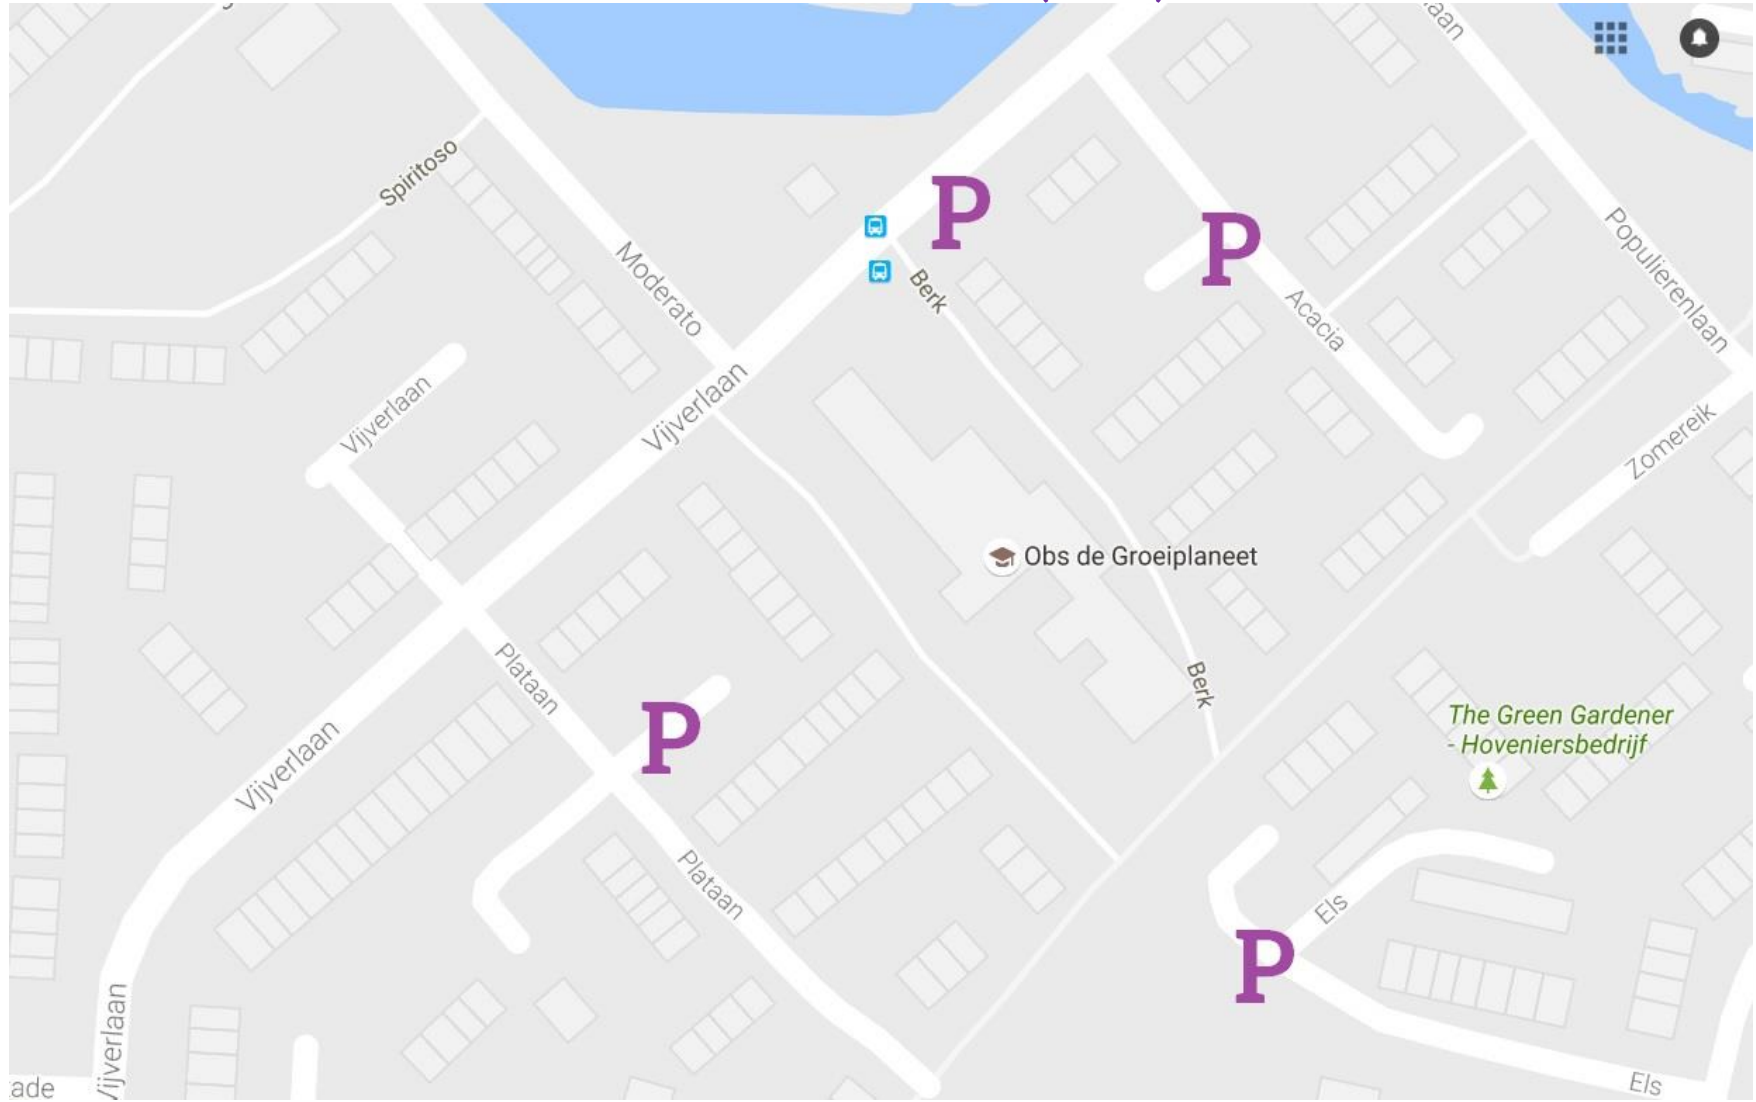 aan
Spiritoso
P
P
Populierenlaan
Moderato
Berk
Acacia
Vijverlaan
Vijverlaan
Zomereik
Obs de Groeiplaneet
Plataan
Berk
P
The Green Gardener
- Hoveniersbedrijf
Vijverlaan
Plataan
Els
P
Vijverlaan
ade
Els